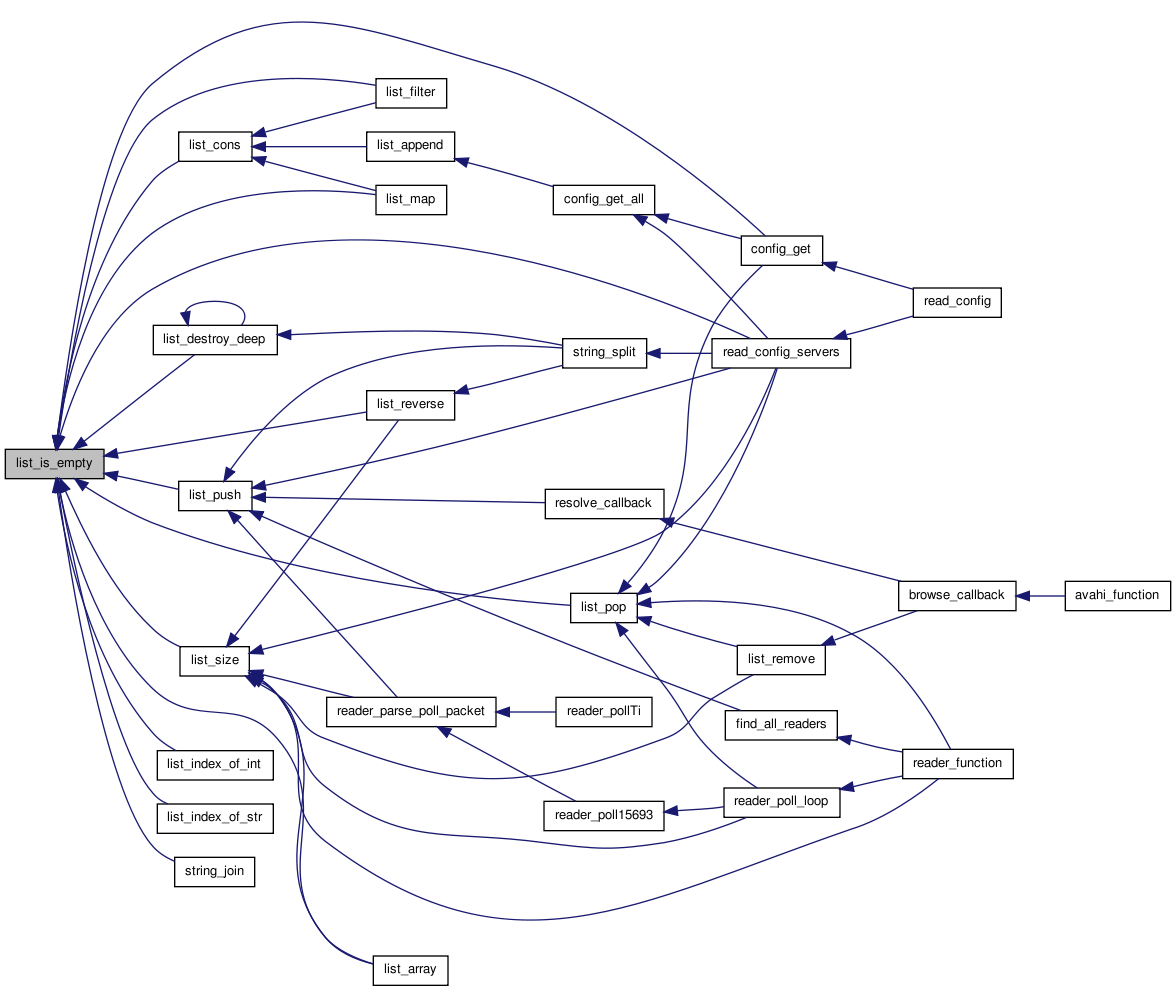 list_filter
list_cons
list_append
list_map
config_get_all
config_get
read_config
list_destroy_deep
string_split
read_config_servers
list_reverse
list_is_empty
list_push
resolve_callback
browse_callback
avahi_function
list_pop
list_size
list_remove
reader_parse_poll_packet
reader_pollTi
find_all_readers
list_index_of_int
reader_function
list_index_of_str
reader_poll15693
reader_poll_loop
string_join
list_array